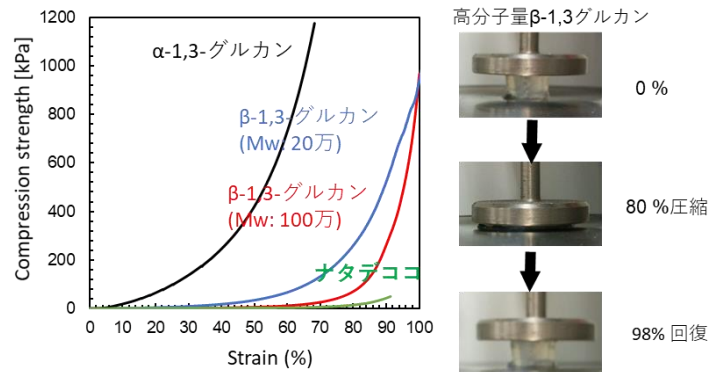 高分子量β-1,3グルカン
1200
1000
800
600
400
200
0
Compression strength [kPa]
α-1,3-グルカン
β-1,3-グルカン
(Mw: 20万)
β-1,3-グルカン
(Mw: 100万)
ナタデココ
0 10 20 30 40 50 60 70 80 90 100
Strain (%)
0 %
80 %圧縮
98% 回復